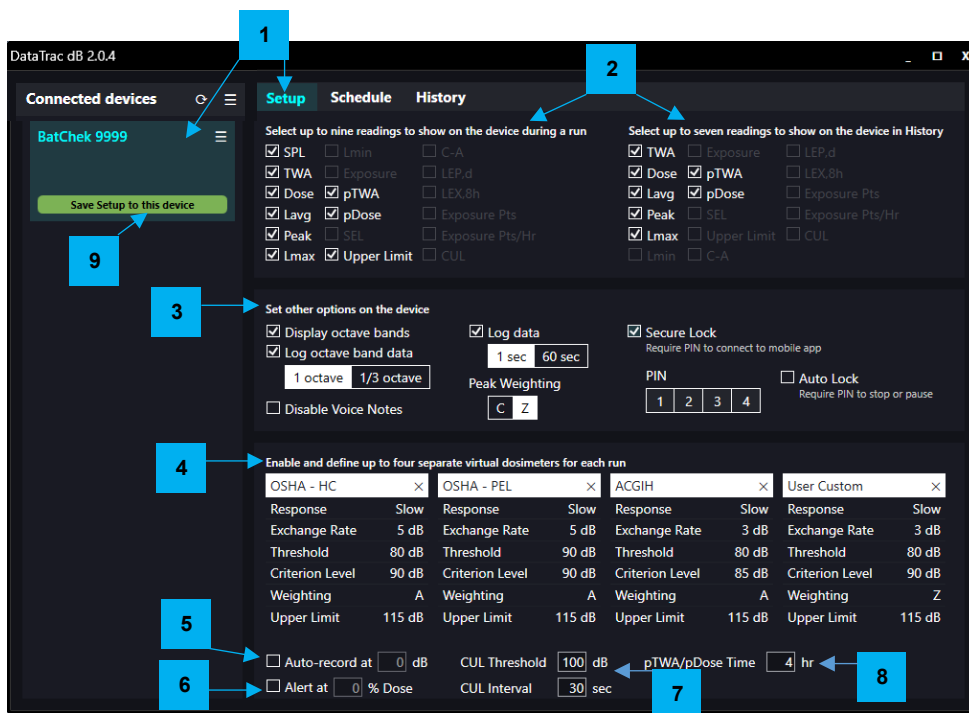 1
DataTrac dB 2.0.4
2
Connected devices
Setup Schedule History
BatChek 9999
Save Setup to this device
9
Select up to nine readings to show on the device during a run
SPL Lmin C-A
TWA Exposure LEP,d
Dose pTWA LEX,8h
Lavg pDose Exposure Pts
Peak SEL Exposure Pts/Hr
Lmax Upper Limit CUL
Select up to seven readings to show on the device in History
TWA Exposure LEP,d
Dose pTWA LEX,8h
Lavg pDose Exposure Pts
Peak SEL Exposure Pts/Hr
Lmax Upper Limit CUL
Lmin C-A
3
Set other options on the device
Display octave bands
Log octave band data
1 octave 1/3 octave
Disable Voice Notes
Log data
1 sec 60 sec
Peak Weighting
C Z
Secure Lock
Require PIN to connect to mobile app
PIN
1 2 3 4
Auto Lock
Require PIN to stop or pause
4
Enable and define up to four separate virtual dosimeters for each run
OSHA - HC × OSHA - PEL × ACGIH × User Custom ×
Response Slow Response Slow Response Slow Response Slow
Exchange Rate 5 dB Exchange Rate 5 dB Exchange Rate 3 dB Exchange Rate 3 dB
Threshold 80 dB Threshold 90 dB Threshold 80 dB Threshold 80 dB
Criterion Level 90 dB Criterion Level 90 dB Criterion Level 85 dB Criterion Level 90 dB
Weighting A Weighting A Weighting A Weighting Z
Upper Limit 115 dB Upper Limit 115 dB Upper Limit 115 dB Upper Limit 115 dB
5
Auto-record at 0 dB CUL Threshold 100 dB pTWA/pDose Time 4 hr
6
Alert at 0 % Dose CUL Interval 30 sec
7
8